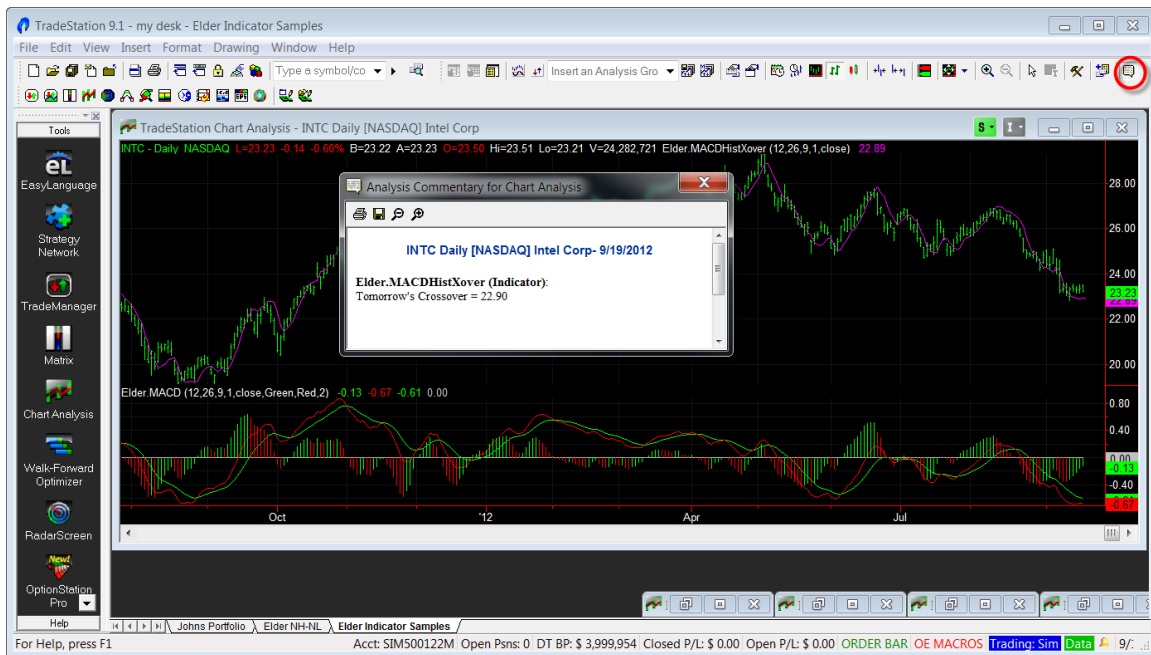 TradeStation 9.1 - my desk - Elder Indicator Samples
File Edit View Insert Format Drawing Window Help
Type a symbol/co
Insert an Analysis Gro
Tools
EasyLanguage
Strategy
Network
TradeManager
Matrix
Chart Analysis
Walk-Forward
Optimizer
RadarScreen
New!
OptionStation
Pro
Help
TradeStation Chart Analysis - INTC Daily [NASDAQ] Intel Corp
S
I
INTC - Daily NASDAQ L=23.23 -0.14 -0.60% B=23.22 A=23.23 O=23.50 Hi=23.51 Lo=23.21 V=24,282,721 Elder.MACDHistXover (12,26,9,1,close) 22.89
Analysis Commentary for Chart Analysis
INTC Daily [NASDAQ] Intel Corp- 9/19/2012
Elder.MACDHistXover (Indicator):
Tomorrow's Crossover = 22.90
28.00
26.00
24.00
23.23
22.89
22.00
20.00
Elder.MACD (12,26,9,1,close,Green,Red,2) -0.13 -0.67 -0.61 0.00
0.80
0.40
0.00
-0.13
-0.40
-0.67
Oct '12 Apr Jul
Johns Portfolio Elder NH-NL Elder Indicator Samples
For Help, press F1
Acct: SIM500122M Open Psns: 0 DT BP: $ 3,999,954 Closed P/L: $ 0.00 Open P/L: $ 0.00 ORDER BAR OE MACROS Trading: Sim Data 9/